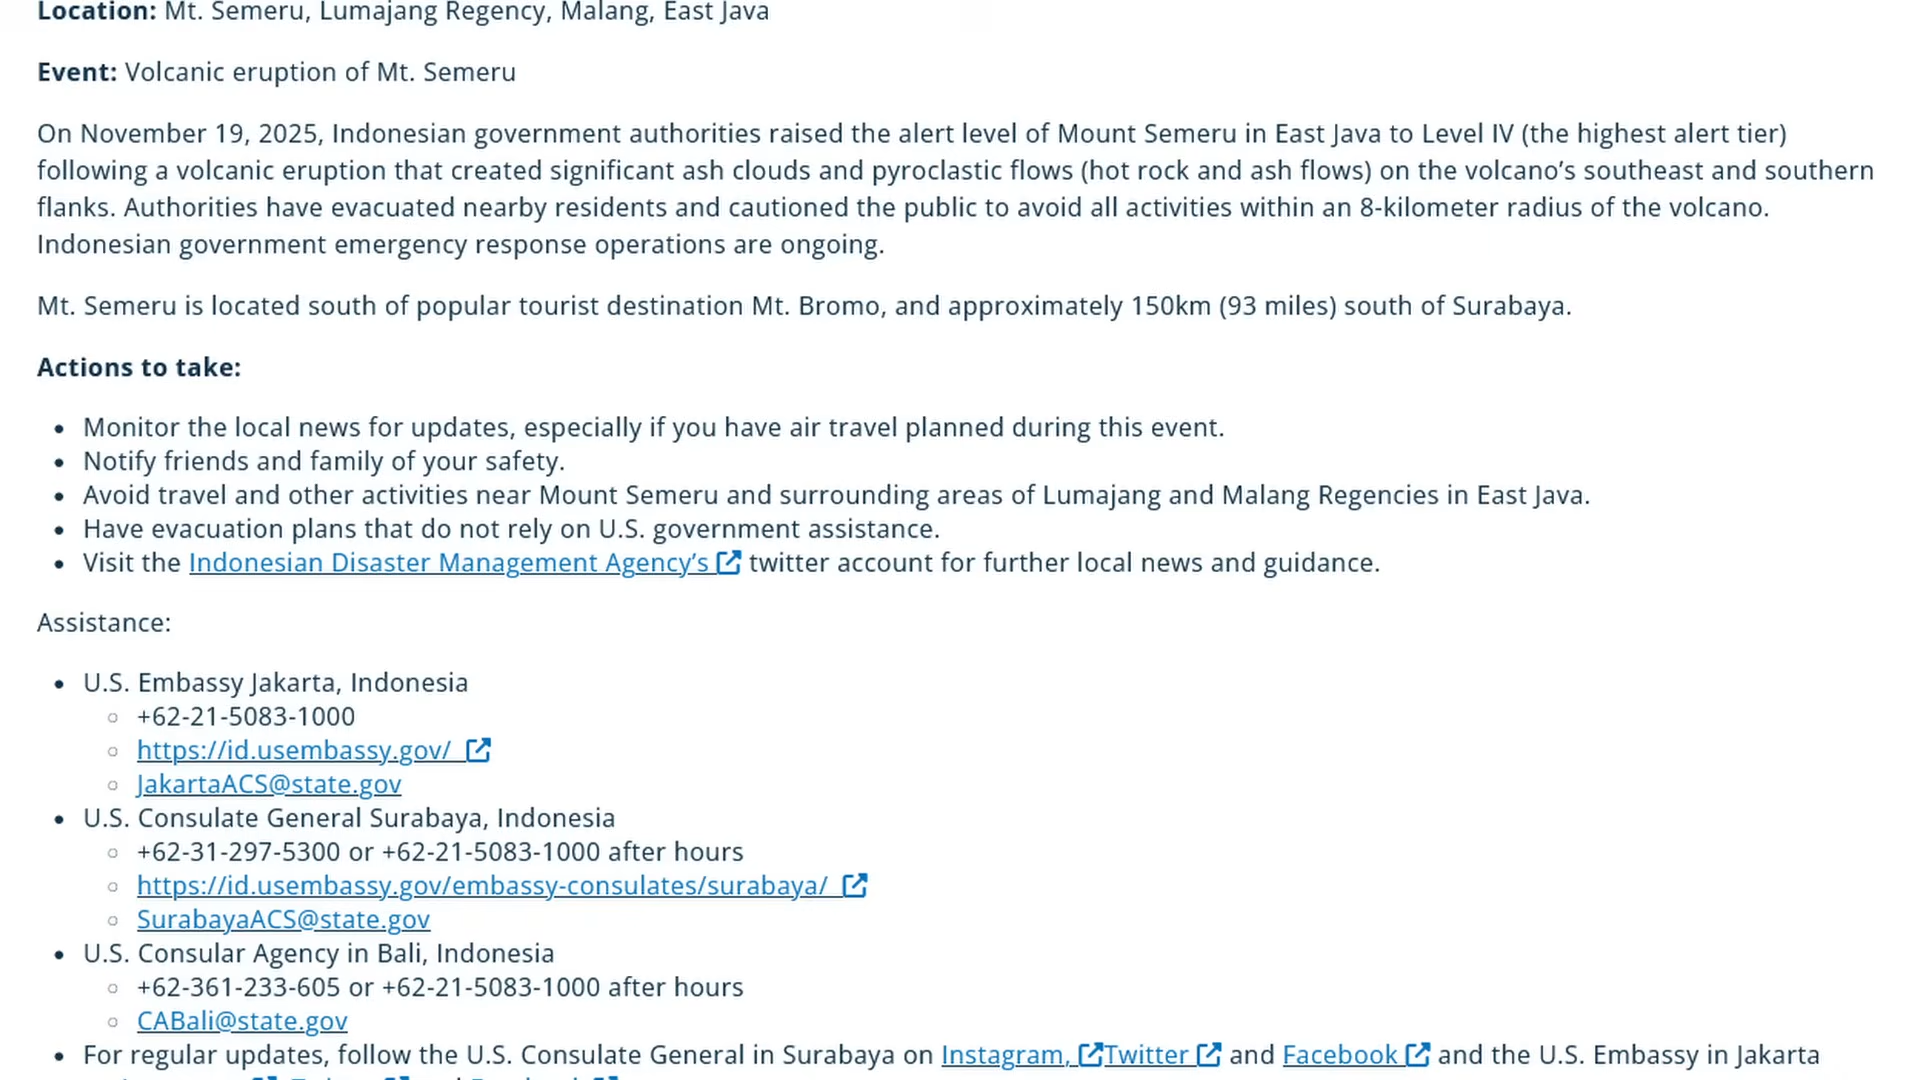 Location: Mt. Semeru, Lumajang Regency, Malang, East Java
Event: Volcanic eruption of Mt. Semeru
On November 19, 2025, Indonesian government authorities raised the alert level of Mount Semeru in East Java to Level IV (the highest alert tier)
following a volcanic eruption that created significant ash clouds and pyroclastic flows (hot rock and ash flows) on the volcano’s southeast and southern
flanks. Authorities have evacuated nearby residents and cautioned the public to avoid all activities within an 8-kilometer radius of the volcano.
Indonesian government emergency response operations are ongoing.
Mt. Semeru is located south of popular tourist destination Mt. Bromo, and approximately 150km (93 miles) south of Surabaya.
Actions to take:
Monitor the local news for updates, especially if you have air travel planned during this event.
Notify friends and family of your safety.
Avoid travel and other activities near Mount Semeru and surrounding areas of Lumajang and Malang Regencies in East Java.
Have evacuation plans that do not rely on U.S. government assistance.
Visit the Indonesian Disaster Management Agency’s twitter account for further local news and guidance.
Assistance:
U.S. Embassy Jakarta, Indonesia
+62-21-5083-1000
https://id.usembassy.gov/
JakartaACS@state.gov
U.S. Consulate General Surabaya, Indonesia
+62-31-297-5300 or +62-21-5083-1000 after hours
https://id.usembassy.gov/embassy-consulates/surabaya/
SurabayaACS@state.gov
U.S. Consular Agency in Bali, Indonesia
+62-361-233-605 or +62-21-5083-1000 after hours
CABali@state.gov
For regular updates, follow the U.S. Consulate General in Surabaya on Instagram, Twitter and Facebook and the U.S. Embassy in Jakarta